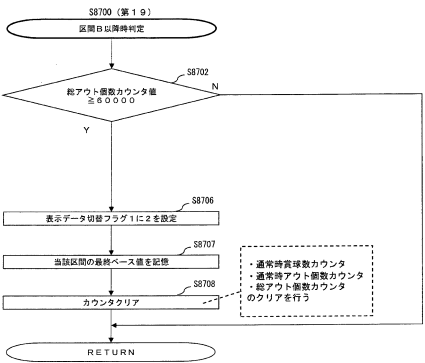 S8700（第１９）
区間Ｂ以降時判定
S8702
総アウト個数カウンタ値
≧６００００
N
Y
S8706
表示データ切替フラグ１に２を設定
S8707
当該区間の最終ベース値を記憶
S8708
カウンタクリア
・通常時賞球数カウンタ
・通常時アウト個数カウンタ
・総アウト個数カウンタ
のクリアを行う
ＲＥＴＵＲＮ